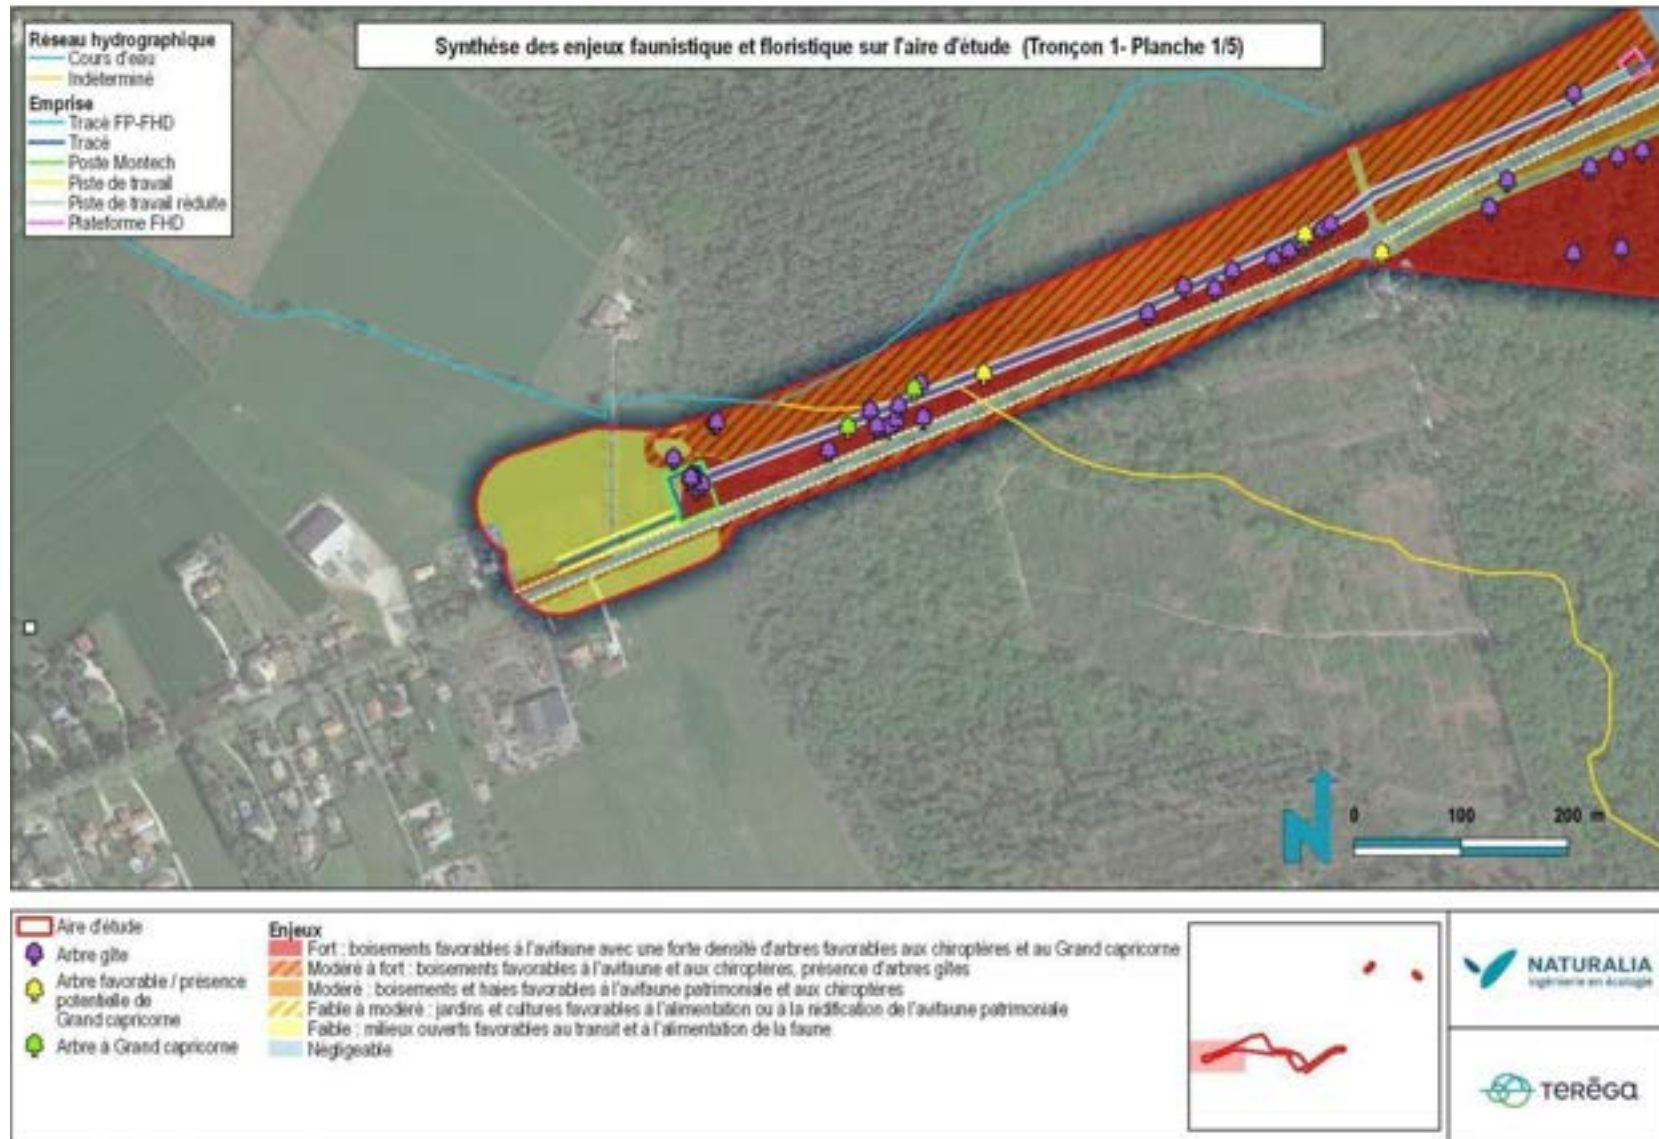 Synthèse des enjeux faunistique et floristique sur l'aire d'étude (Tronçon 1- Planche 1/5)
Réseau hydrographique
Cours d'eau
Indéterminé
Emprise
Tracé FP-FHD
Tracé
Poste Montech
Piste de travail
Piste de travail réduite
Plateforme FHD
N
0 100 200 m
Aire d'étude
Arbre gîte
Arbre favorable / présence
potentielle de
Grand capricorne
Arbre à Grand capricorne
Enjeux
Fort : boisements favorables à l'avifaune avec une forte densité d'arbres favorables aux chiroptères et au Grand capricorne
Modéré à fort : boisements favorables à l'avifaune et aux chiroptères, présence d'arbres gîtes
Modéré : boisements et haies favorables à l'avifaune patrimoniale et aux chiroptères
Faible à modéré : jardins et cultures favorables à l'alimentation ou à la nidification de l'avifaune patrimoniale
Faible : milieux ouverts favorables au transit et à l'alimentation de la faune
Négligeable
NATURALIA
Ingénierie en écologie
TERĒGA